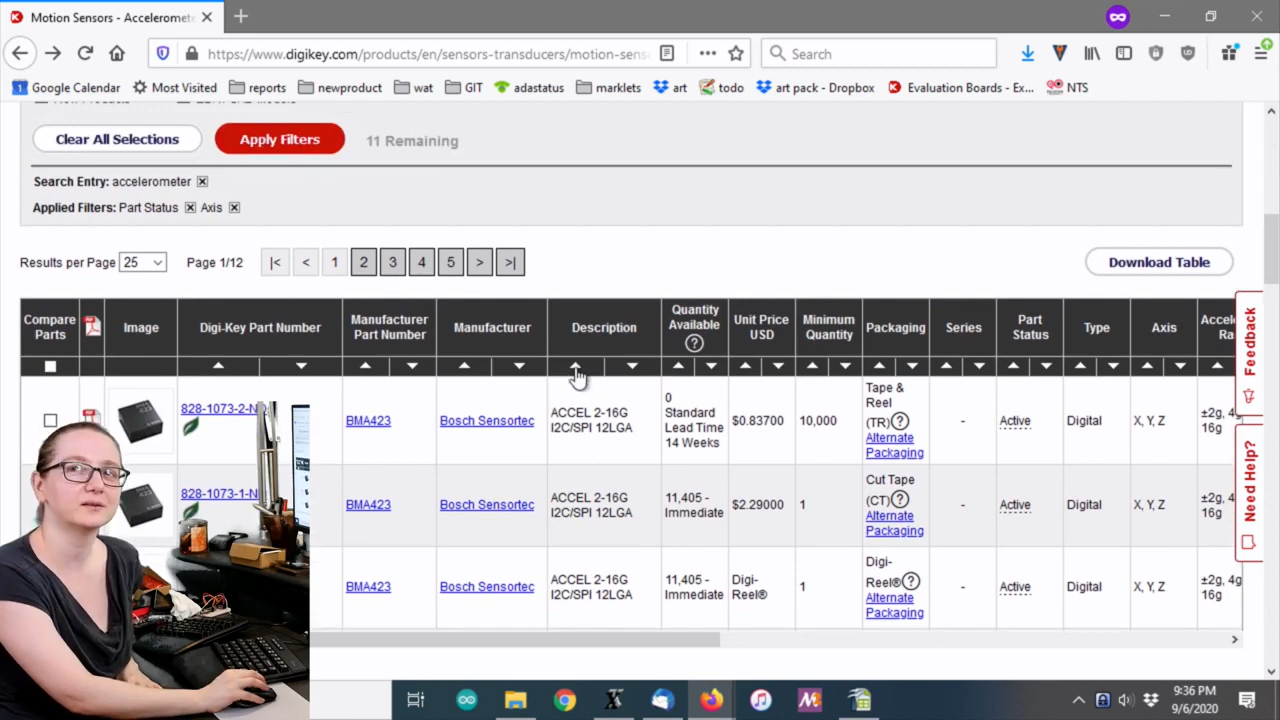 Motion Sensors - Acceleromete
https://www.digikey.com/products/en/sensors-transducers/motion-sens
Search
Google Calendar
Most Visited
reports
newproduct
wat
GIT
adastatus
marklets
art
todo
art pack - Dropbox
Evaluation Boards - Ex...
NTS
Clear All Selections
Apply Filters
11 Remaining
Search Entry: accelerometer
Applied Filters: Part Status Axis
Results per Page 25
Page 1/12
|< < 1 2 3 4 5 > >|
Download Table
Compare Parts
Image
Digi-Key Part Number
Manufacturer Part Number
Manufacturer
Description
Quantity Available ?
Unit Price USD
Minimum Quantity
Packaging
Series
Part Status
Type
Axis
Accele
Ra
828-1073-2-N
BMA423
Bosch Sensortec
ACCEL 2-16G
I2C/SPI 12LGA
0
Standard
Lead Time
14 Weeks
$0.83700
10,000
Tape &
Reel
(TR) ?
Alternate
Packaging
-
Active
Digital
X, Y, Z
±2g, 4
16g
828-1073-1-N
BMA423
Bosch Sensortec
ACCEL 2-16G
I2C/SPI 12LGA
11,405 -
Immediate
$2.29000
1
Cut Tape
(CT) ?
Alternate
Packaging
-
Active
Digital
X, Y, Z
±2g, 4
16g
BMA423
Bosch Sensortec
ACCEL 2-16G
I2C/SPI 12LGA
11,405 -
Immediate
Digi-
Reel®
1
Digi-
Reel® ?
Alternate
Packaging
-
Active
Digital
X, Y, Z
±2g, 4g
16g
Feedback
Need Help?
9:36 PM
9/6/2020